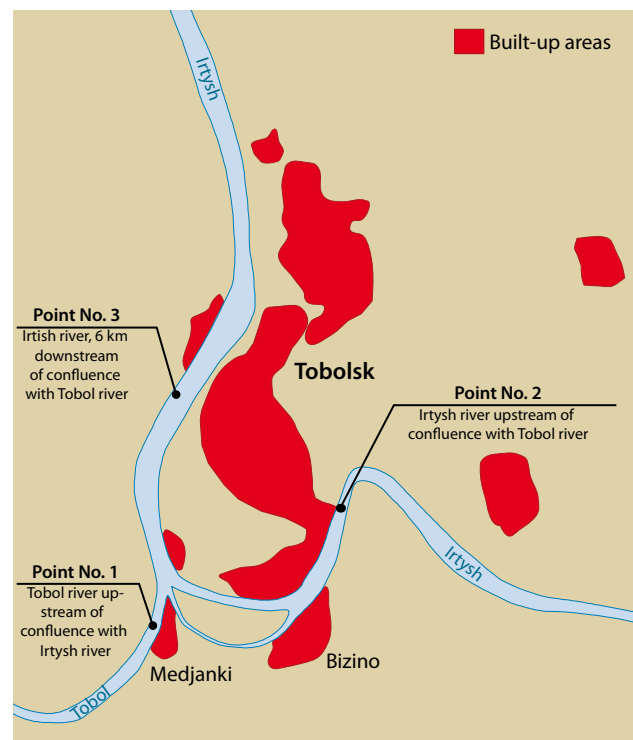 Built-up areas
Irtysh
Point No. 3
Irtish river, 6 km
downstream
of confluence
with Tobol river
Tobolsk
Point No. 2
Irtysh river upstream of
confluence with Tobol river
Irtysh
Point No. 1
Tobol river up-
stream of
confluence with
Irtysh river
Medjanki
Bizino
Tobol